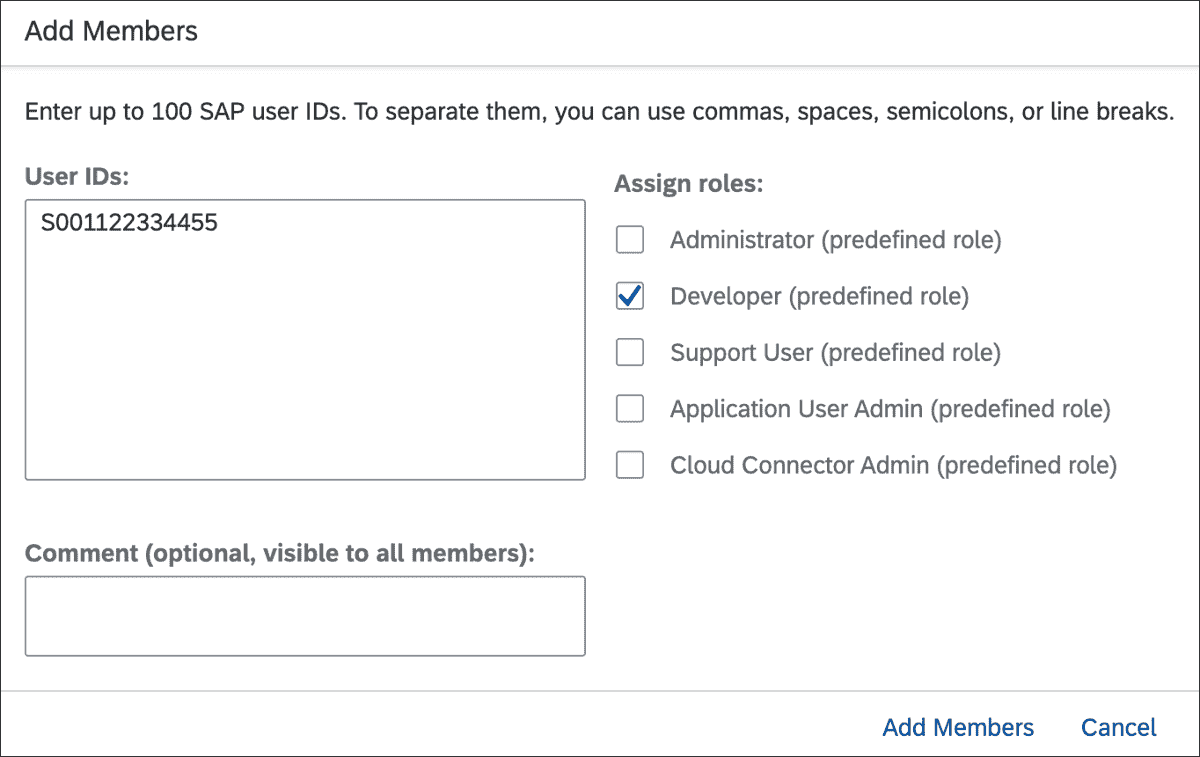 Add Members
Enter up to 100 SAP user IDs. To separate them, you can use commas, spaces, semicolons, or line breaks.
User IDs:
S001122334455
Assign roles:
Administrator (predefined role)
Developer (predefined role)
Support User (predefined role)
Application User Admin (predefined role)
Cloud Connector Admin (predefined role)
Comment (optional, visible to all members):
Add Members
Cancel